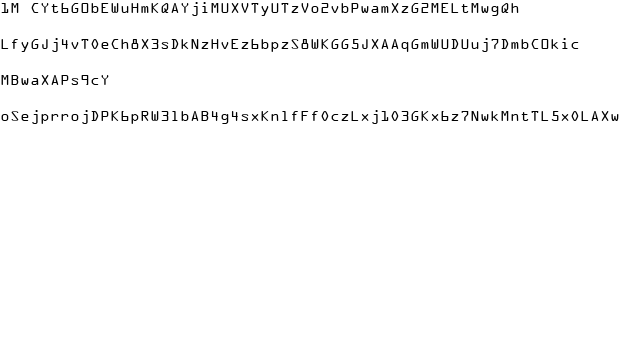 1M CYt6GObEWuHmKQAYjiMUXVTyUTzVo2vbPwamXzG2MELtMwgQh
LfyGJj4vT0eCh8X3sDkNzHvEz6bpzS8WKGG5JXAAqGmWUDUuj7DmbCOkic
MBwaXAPs9cY
oSejprrojDPK6pRW31bAB4g4sxKn1fFf0czLxj103GKx6z7NwkMntTL5x0LAXw